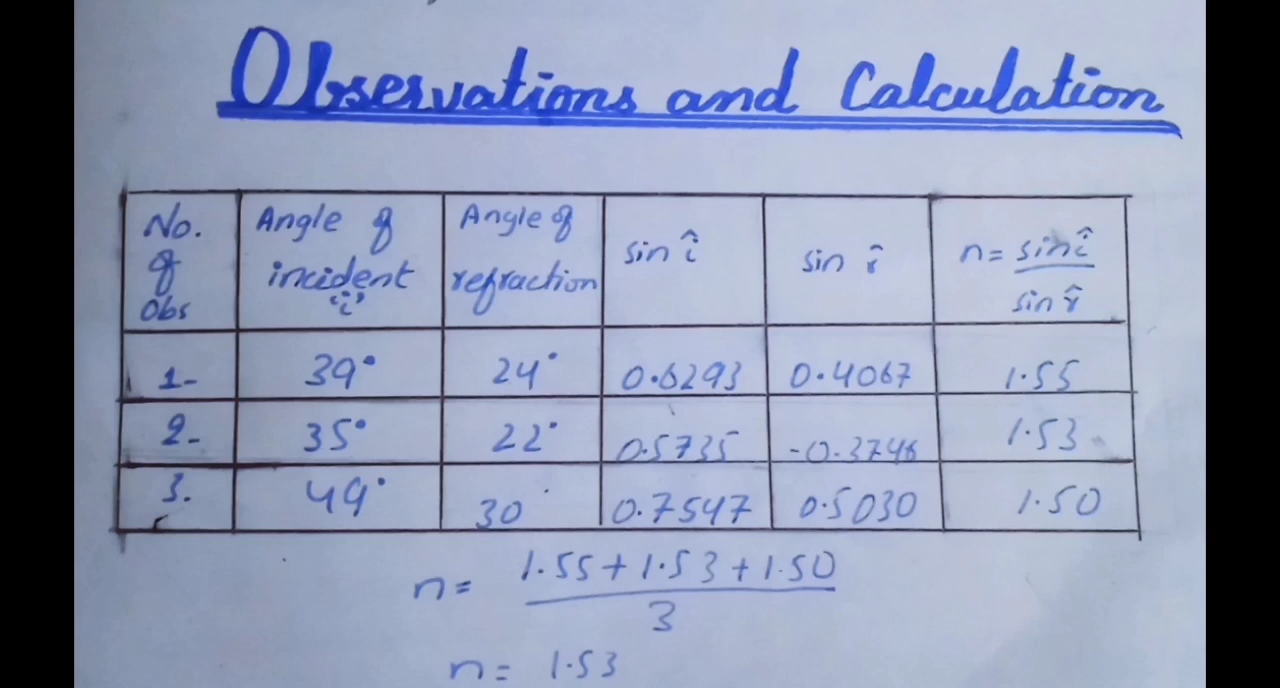 Observations and Calculation
No. of Obs | Angle of incident "i" | Angle of refraction | sin î | sin r̂ | n = sin î / sin r̂
1- | 39° | 24° | 0.6293 | 0.4067 | 1.55
2- | 35° | 22° | 0.5735 | -0.3746 | 1.53
3. | 49° | 30° | 0.7547 | 0.5030 | 1.50
n = 1.55 + 1.53 + 1.50 / 3
n = 1.53